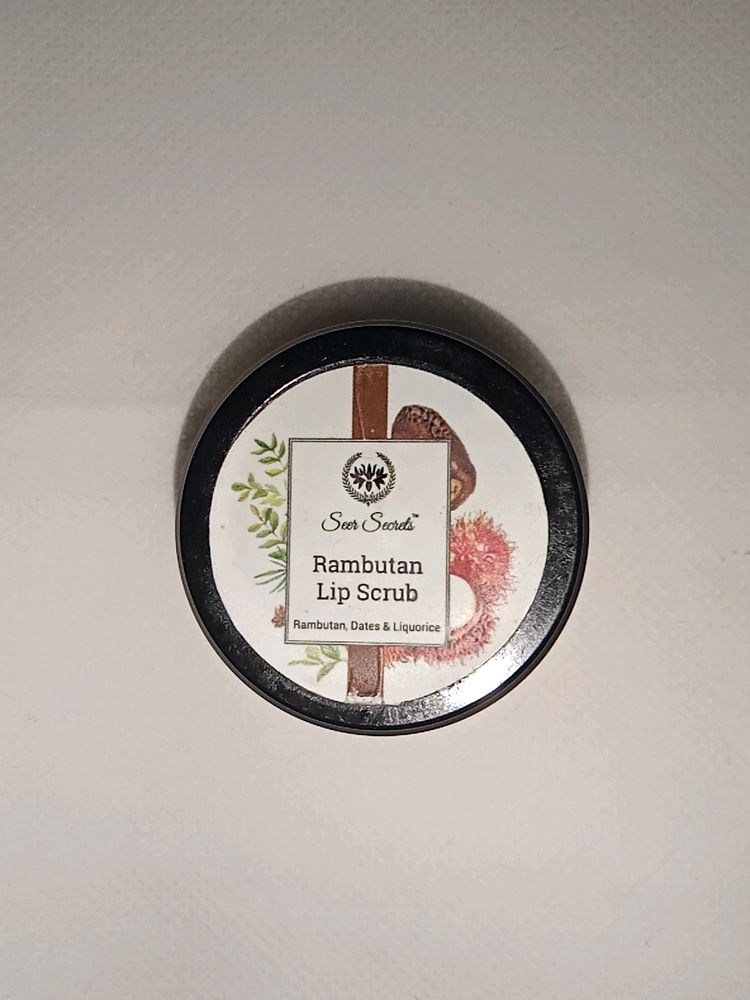 Seer Secrets™
Rambutan
Lip Scrub
Rambutan, Dates & Liquorice